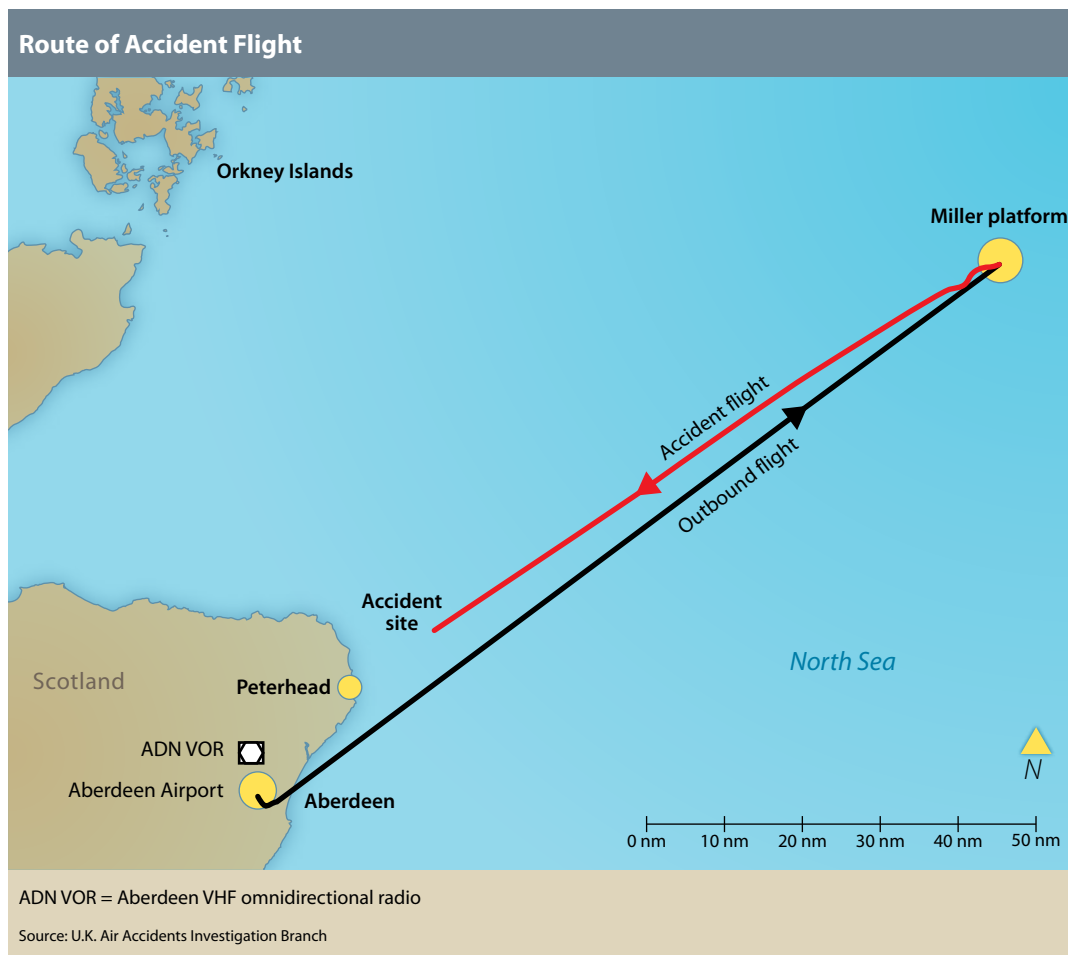 Route of Accident Flight
Orkney Islands
Miller platform
Accident flight
Outbound flight
Accident
site
North Sea
Scotland
Peterhead
ADN VOR
N
Aberdeen Airport
Aberdeen
0 nm 10 nm 20 nm 30 nm 40 nm 50 nm
ADN VOR = Aberdeen VHF omnidirectional radio
Source: U.K. Air Accidents Investigation Branch